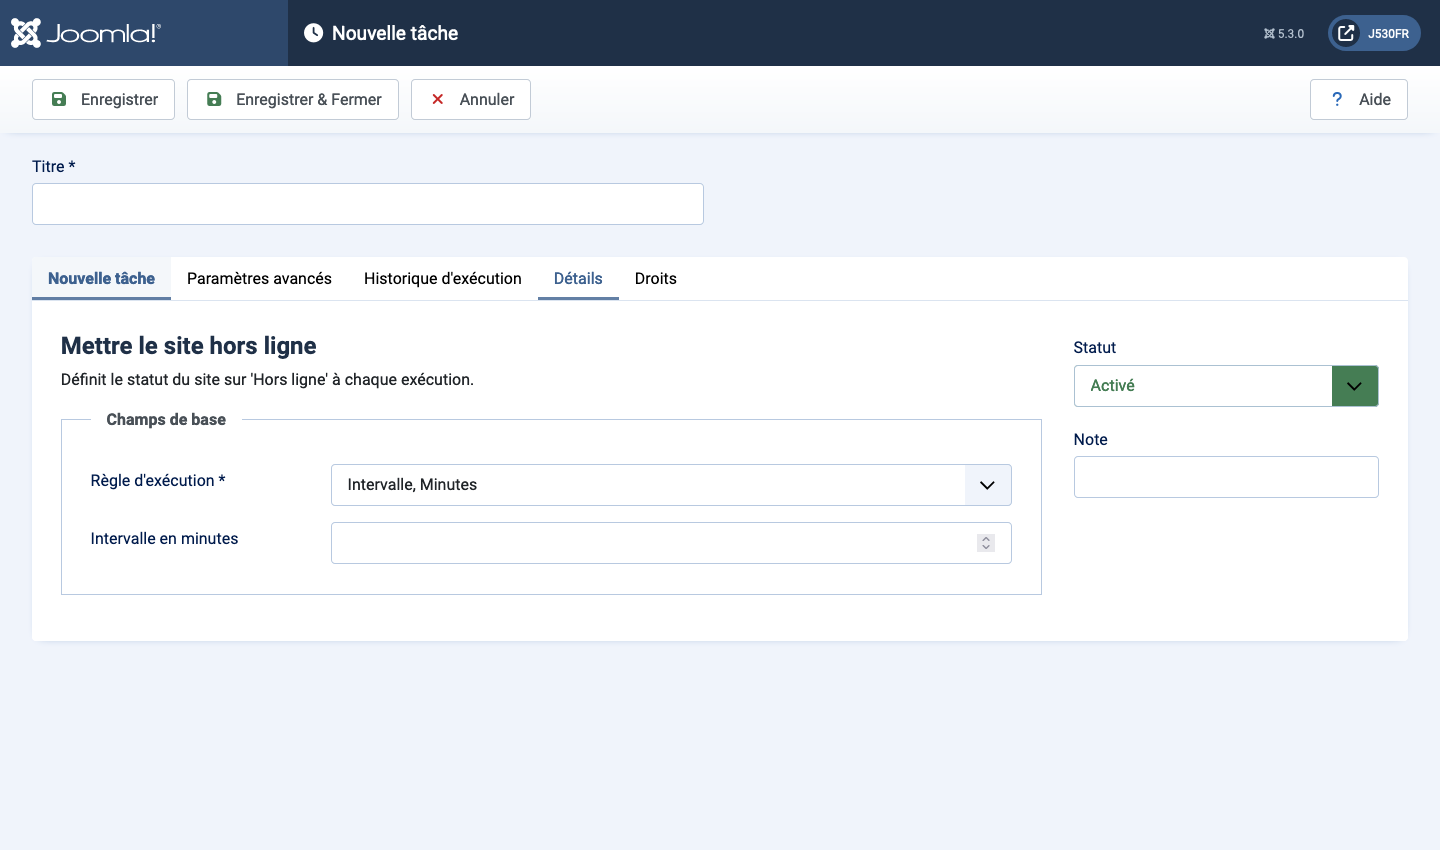 Joomla!®
Nouvelle tâche
5.3.0
J530FR
Enregistrer
Enregistrer & Fermer
Annuler
? Aide
Titre *
Nouvelle tâche
Paramètres avancés
Historique d'exécution
Détails
Droits
Mettre le site hors ligne
Définit le statut du site sur 'Hors ligne' à chaque exécution.
Champs de base
Règle d'exécution *
Intervalle, Minutes
Intervalle en minutes
Statut
Activé
Note